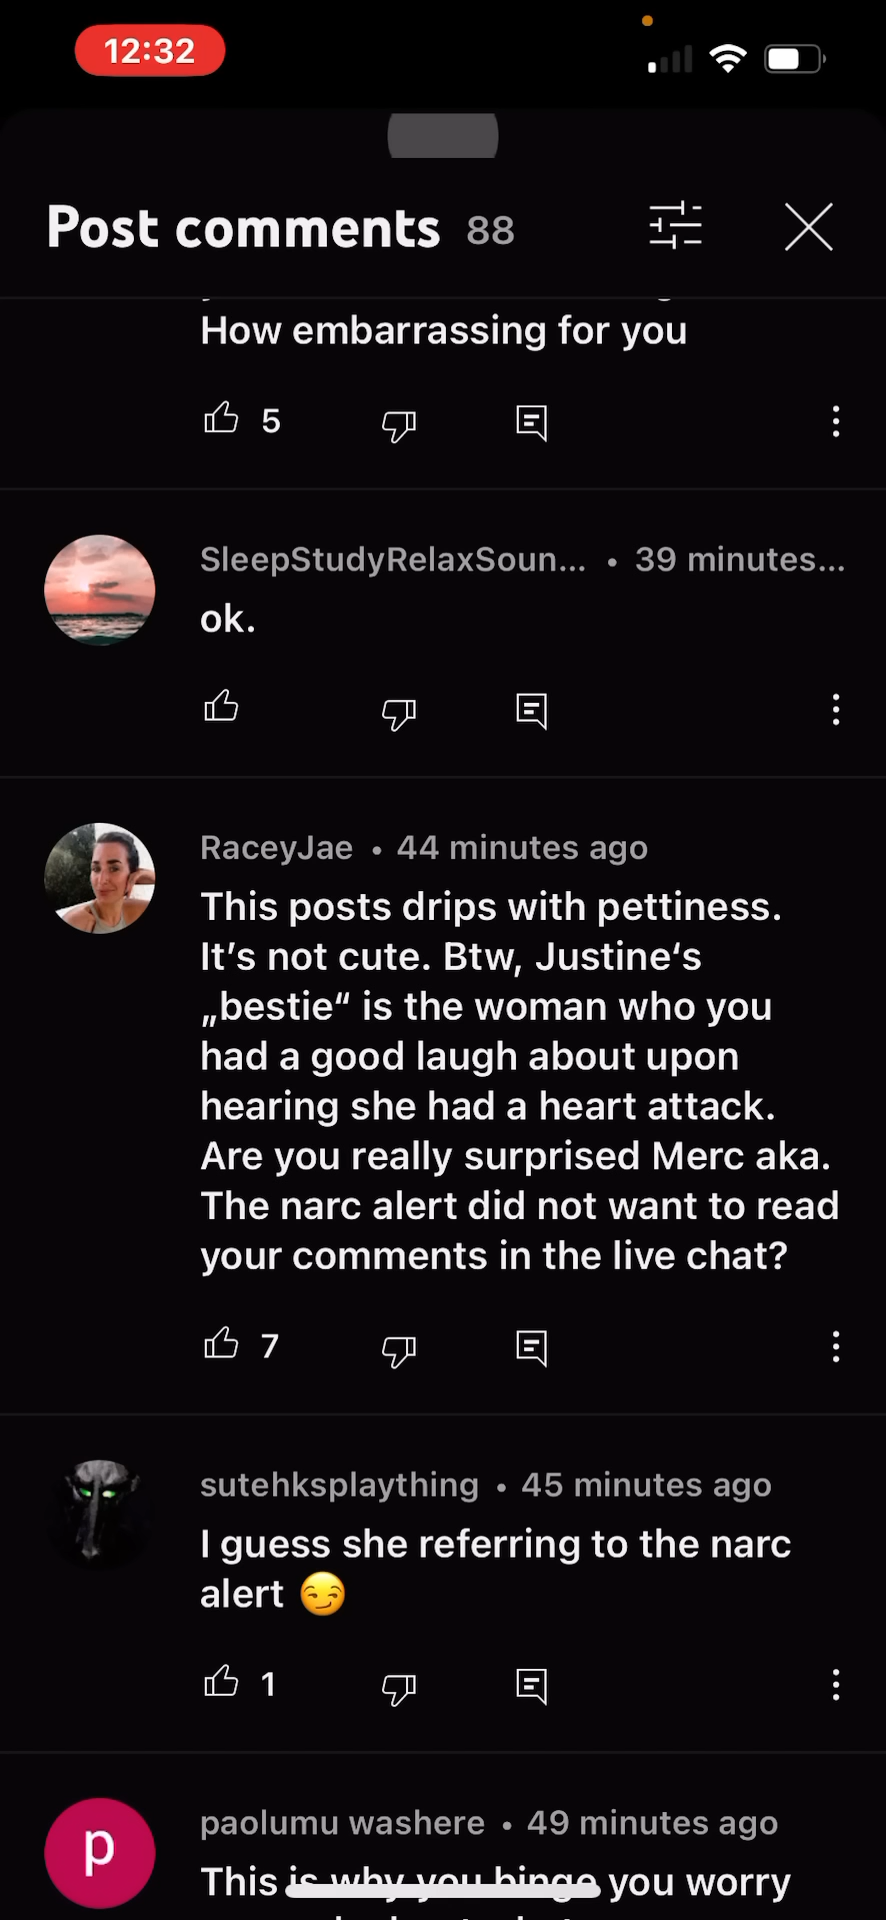 12:32
Post comments 88
How embarrassing for you
5
SleepStudyRelaxSoun... • 39 minutes...
ok.
RaceyJae • 44 minutes ago
This posts drips with pettiness.
It’s not cute. Btw, Justine‘s
„bestie“ is the woman who you
had a good laugh about upon
hearing she had a heart attack.
Are you really surprised Merc aka.
The narc alert did not want to read
your comments in the live chat?
7
sutehksplaything • 45 minutes ago
I guess she referring to the narc
alert 😏
1
p
paolumu washere • 49 minutes ago
This is why you binge you worry